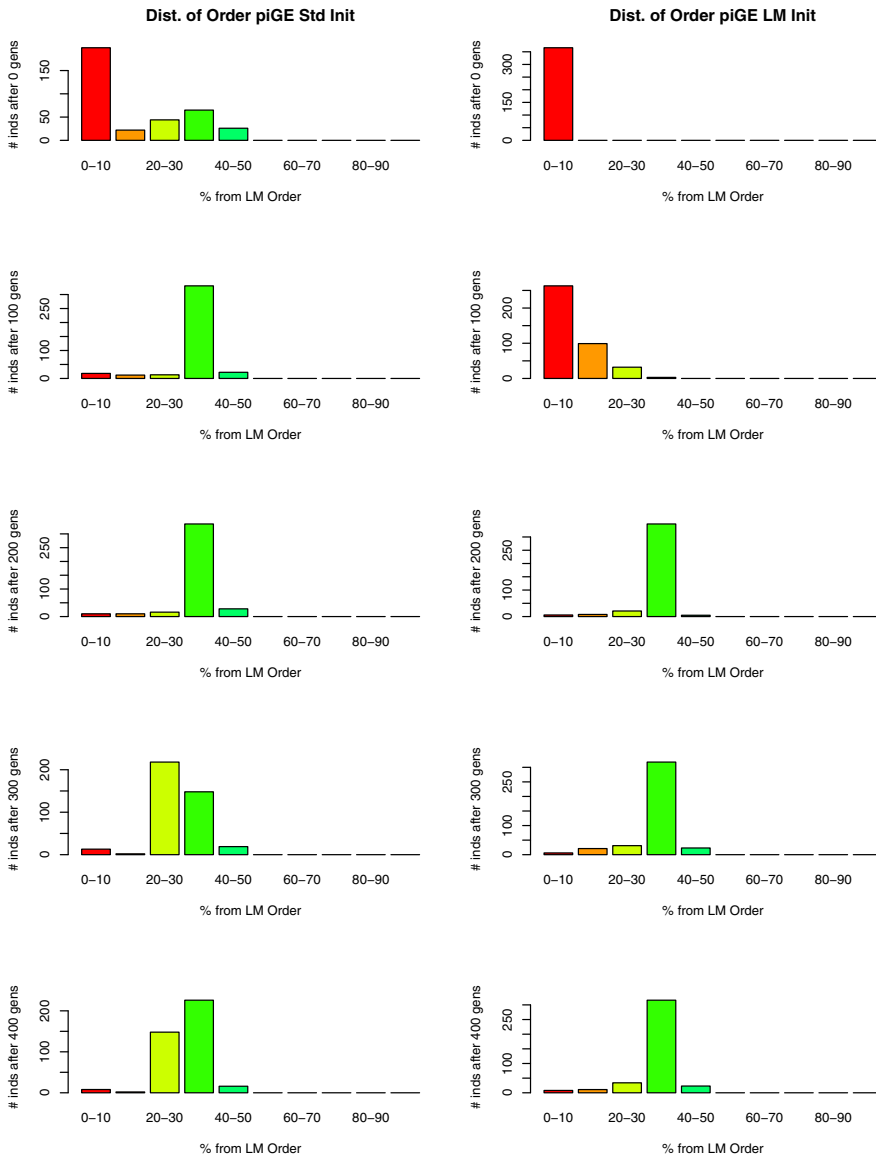 Dist. of Order piGE Std Init
# inds after 0 gens
0 50 150
0–10 20–30 40–50 60–70 80–90
% from LM Order
Dist. of Order piGE LM Init
# inds after 0 gens
0 150 300
0–10 20–30 40–50 60–70 80–90
% from LM Order
# inds after 100 gens
0 100 250
0–10 20–30 40–50 60–70 80–90
% from LM Order
# inds after 100 gens
0 100 200
0–10 20–30 40–50 60–70 80–90
% from LM Order
# inds after 200 gens
0 100 250
0–10 20–30 40–50 60–70 80–90
% from LM Order
# inds after 200 gens
0 100 250
0–10 20–30 40–50 60–70 80–90
% from LM Order
# inds after 300 gens
0 100 200
0–10 20–30 40–50 60–70 80–90
% from LM Order
# inds after 300 gens
0 100 250
0–10 20–30 40–50 60–70 80–90
% from LM Order
# inds after 400 gens
0 100 200
0–10 20–30 40–50 60–70 80–90
% from LM Order
# inds after 400 gens
0 100 250
0–10 20–30 40–50 60–70 80–90
% from LM Order